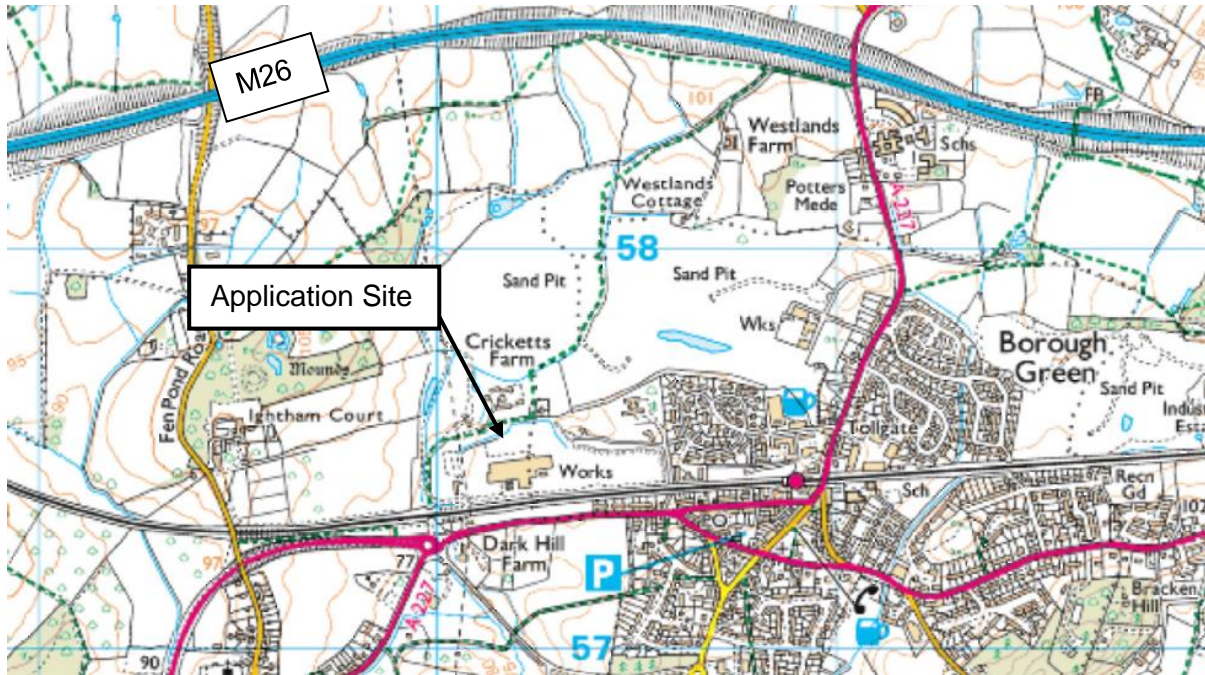 M26
101
FB
Westlands
Farm
Schs
Westlands
Cottage
Potters
Mede
A 227
97
58
Sand Pit
Sand Pit
Application Site
Wks
Cricketts
Farm
Borough
Green
Fen Pond Road
Mounds
Sand Pit
Ightham Court
Tollgate
Works
Sch
Recn
Gd
102
Dark Hill
Farm
77
97
P
A 227
Bracken
Hill
57
90